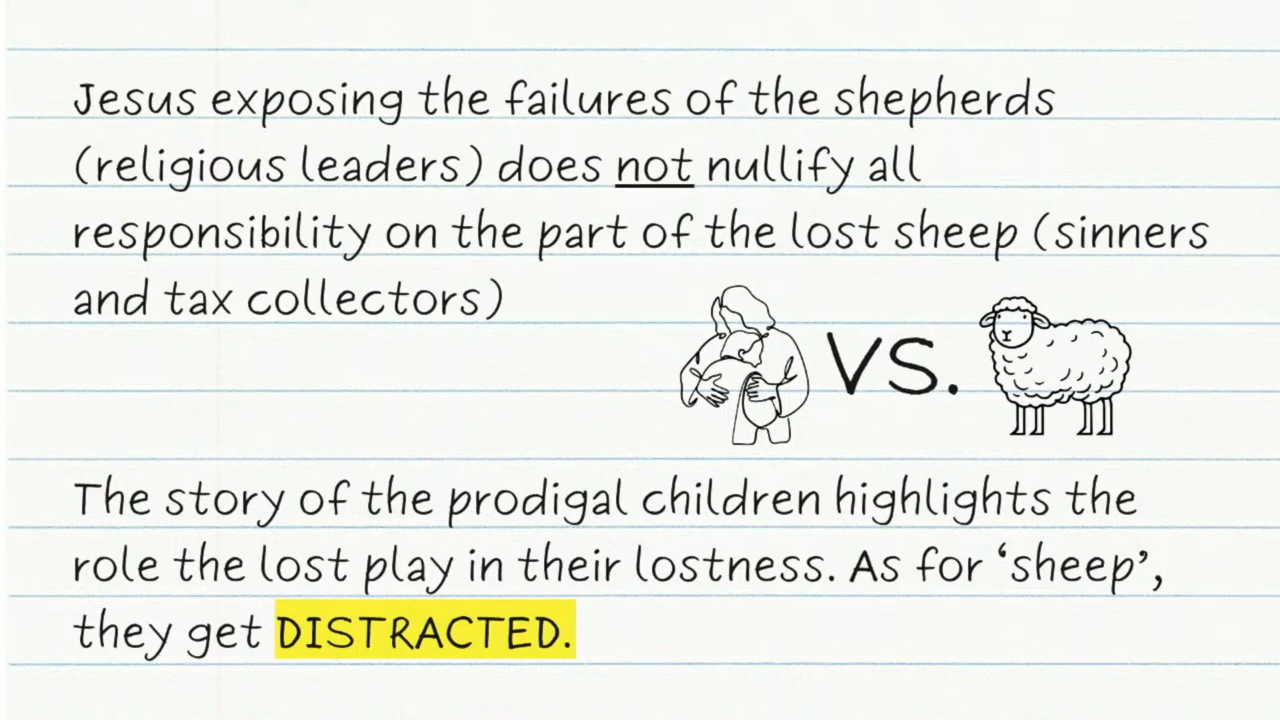 Jesus exposing the failures of the shepherds
(religious leaders) does not nullify all
responsibility on the part of the lost sheep (sinners
and tax collectors)
VS.
The story of the prodigal children highlights the
role the lost play in their lostness. As for ‘sheep’,
they get DISTRACTED.